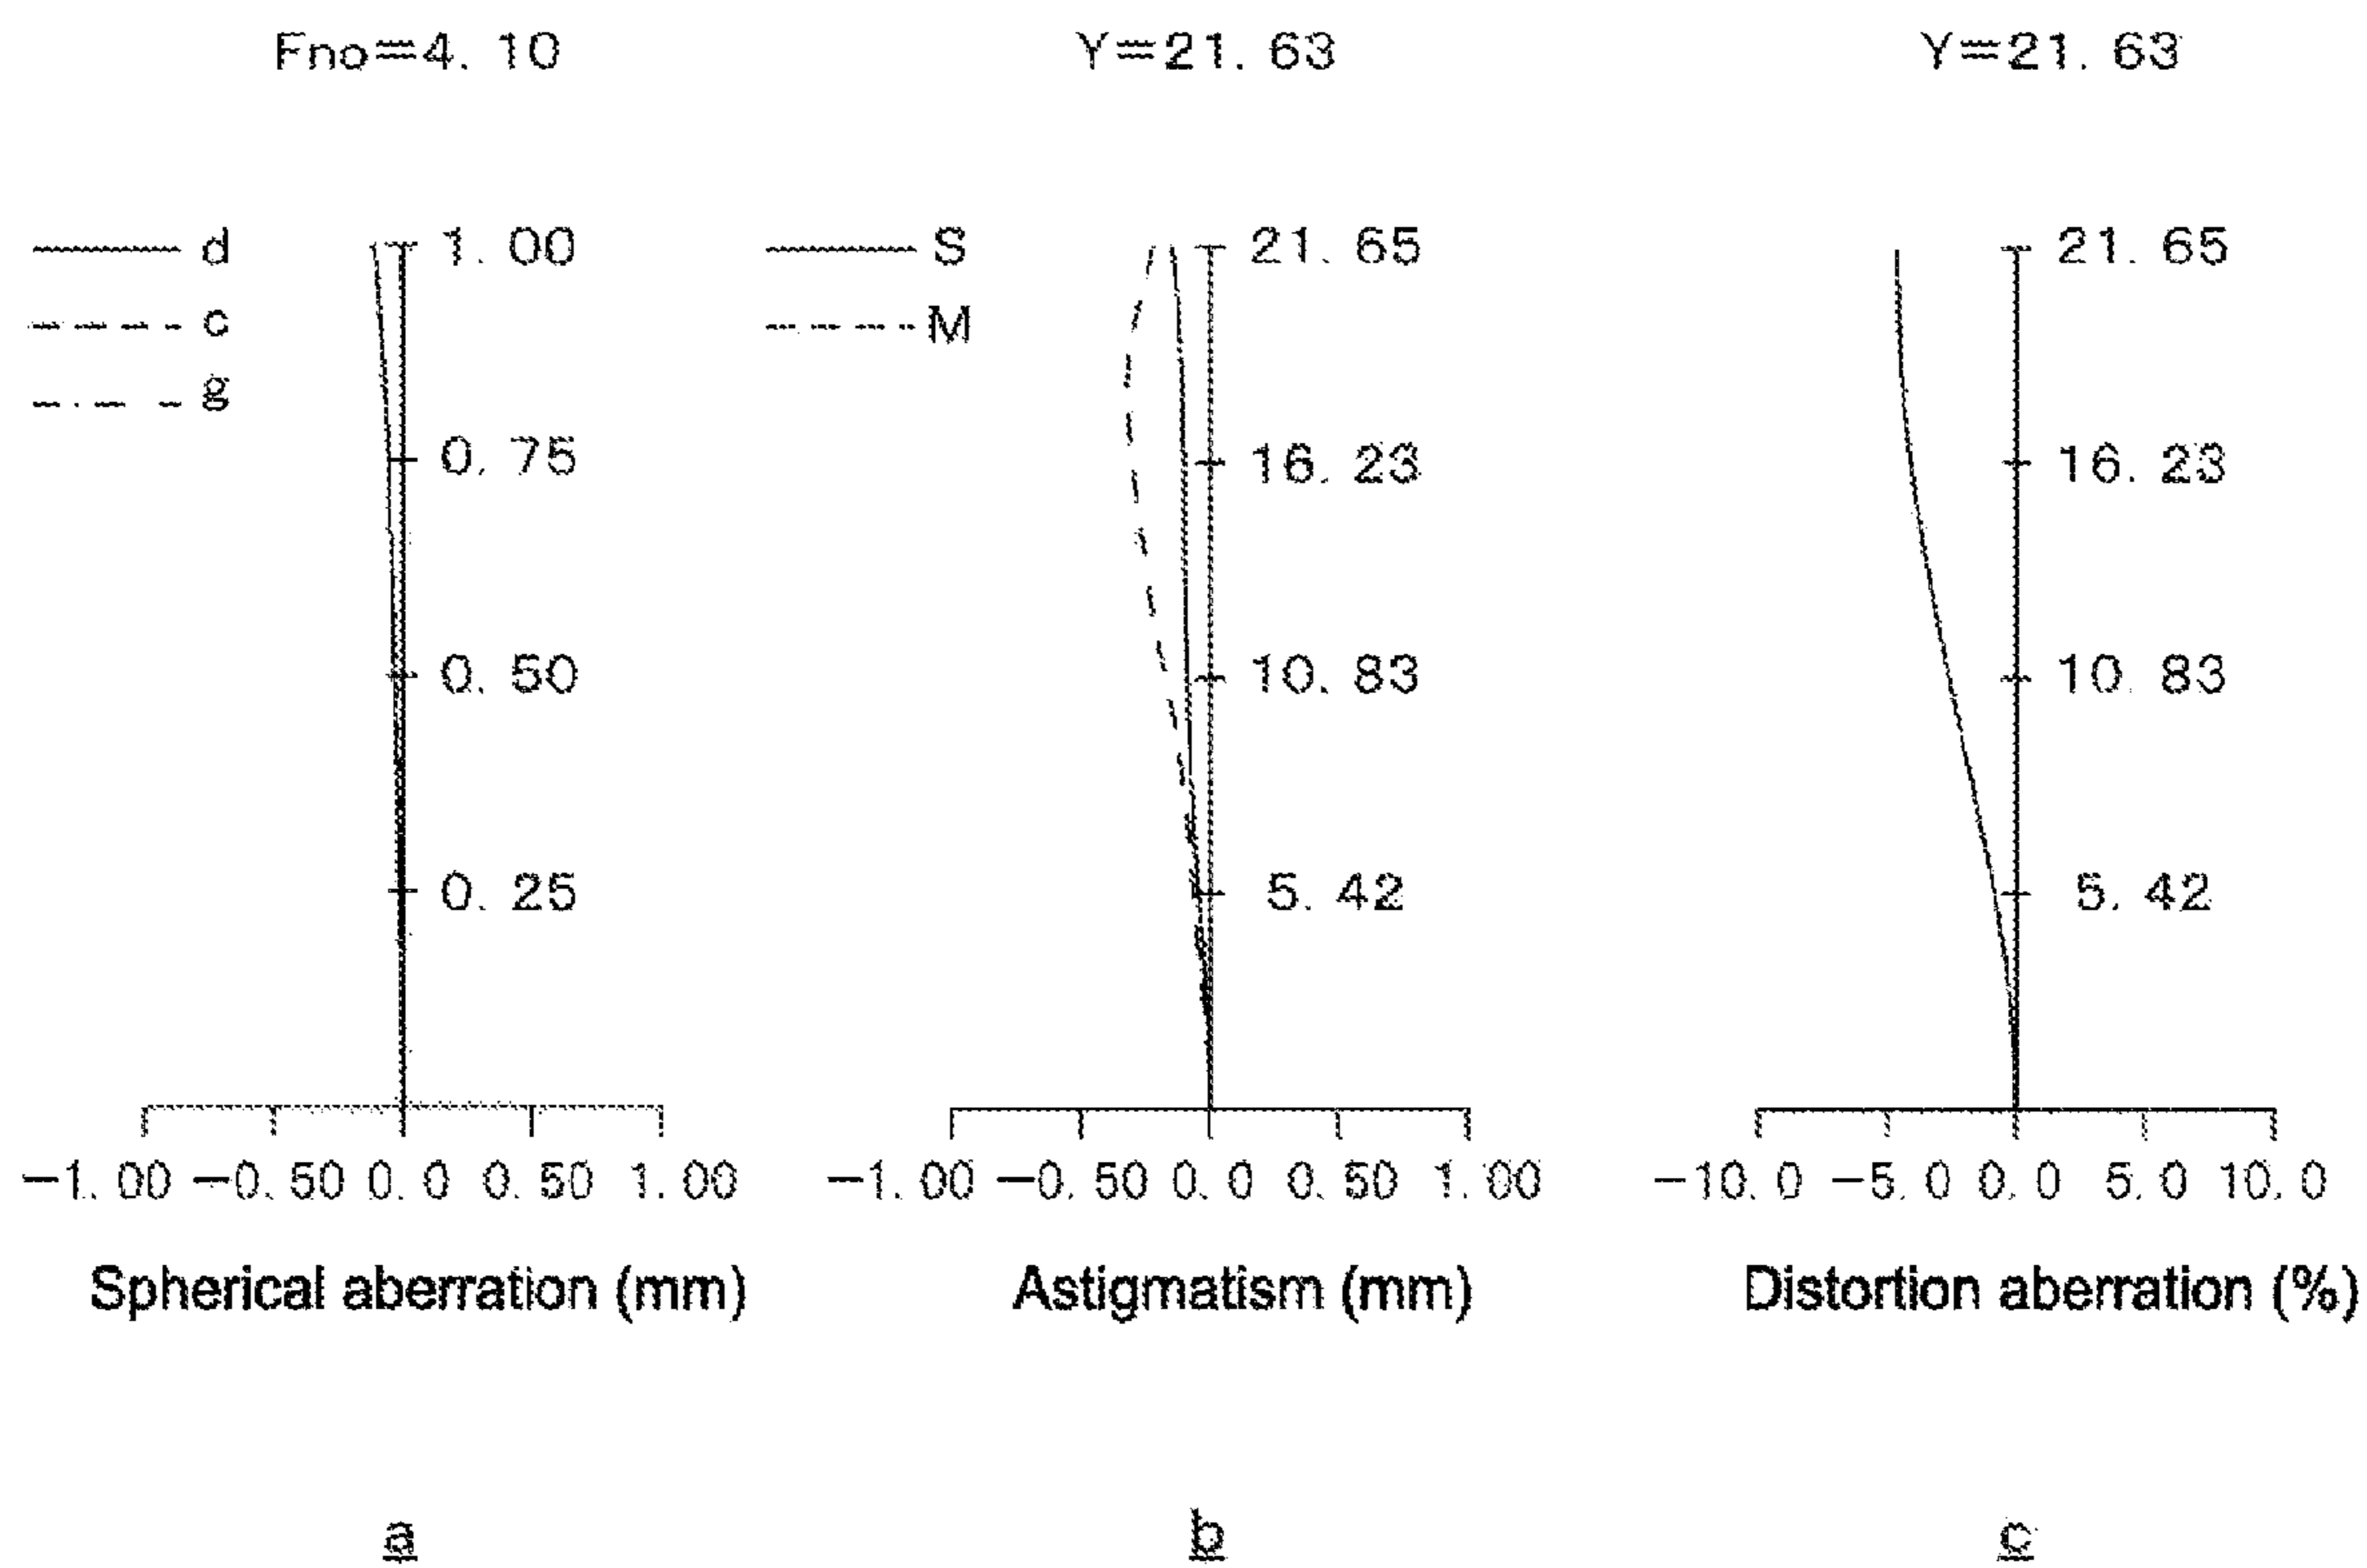 Fno=4. 10
Y=21. 63
Y=21. 63
d
c
g
1. 00
0. 75
0. 50
0. 25
−1. 00 −0. 50 0. 0 0. 50 1. 00
Spherical aberration (mm)
a
S
M
21. 65
16. 23
10. 83
5. 42
−1. 00 −0. 50 0. 0 0. 50 1. 00
Astigmatism (mm)
b
21. 65
16. 23
10. 83
5. 42
−10. 0 −5. 0 0. 0 5. 0 10. 0
Distortion aberration (%)
c